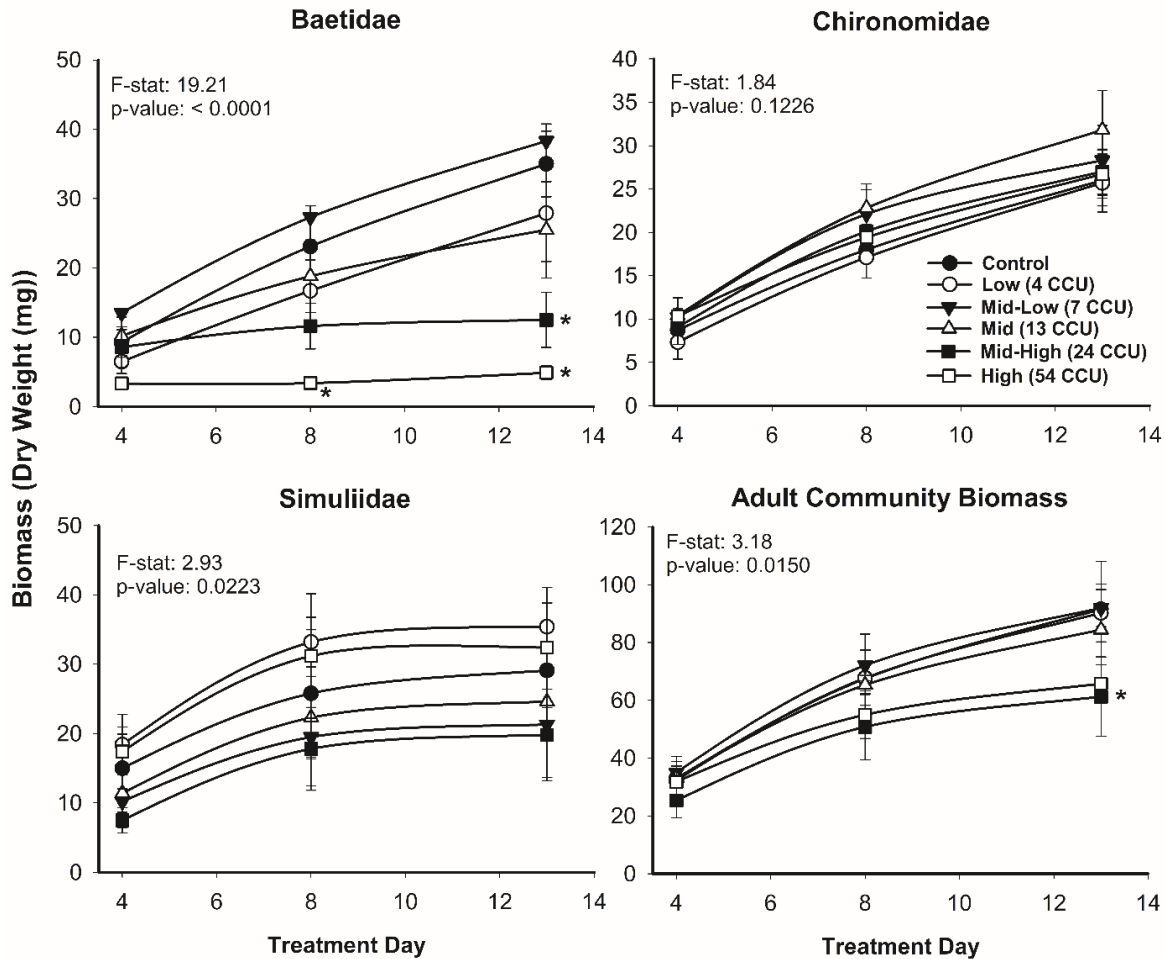 Baetidae
F-stat: 19.21
p-value: < 0.0001
50
40
30
20
10
0
4 6 8 10 12 14
*
*
*
Chironomidae
F-stat: 1.84
p-value: 0.1226
40
35
30
25
20
15
10
5
0
4 6 8 10 12 14
Control
Low (4 CCU)
Mid-Low (7 CCU)
Mid (13 CCU)
Mid-High (24 CCU)
High (54 CCU)
Biomass (Dry Weight (mg))
Simuliidae
F-stat: 2.93
p-value: 0.0223
50
40
30
20
10
0
4 6 8 10 12 14
Treatment Day
Adult Community Biomass
F-stat: 3.18
p-value: 0.0150
120
100
80
60
40
20
0
4 6 8 10 12 14
*
Treatment Day